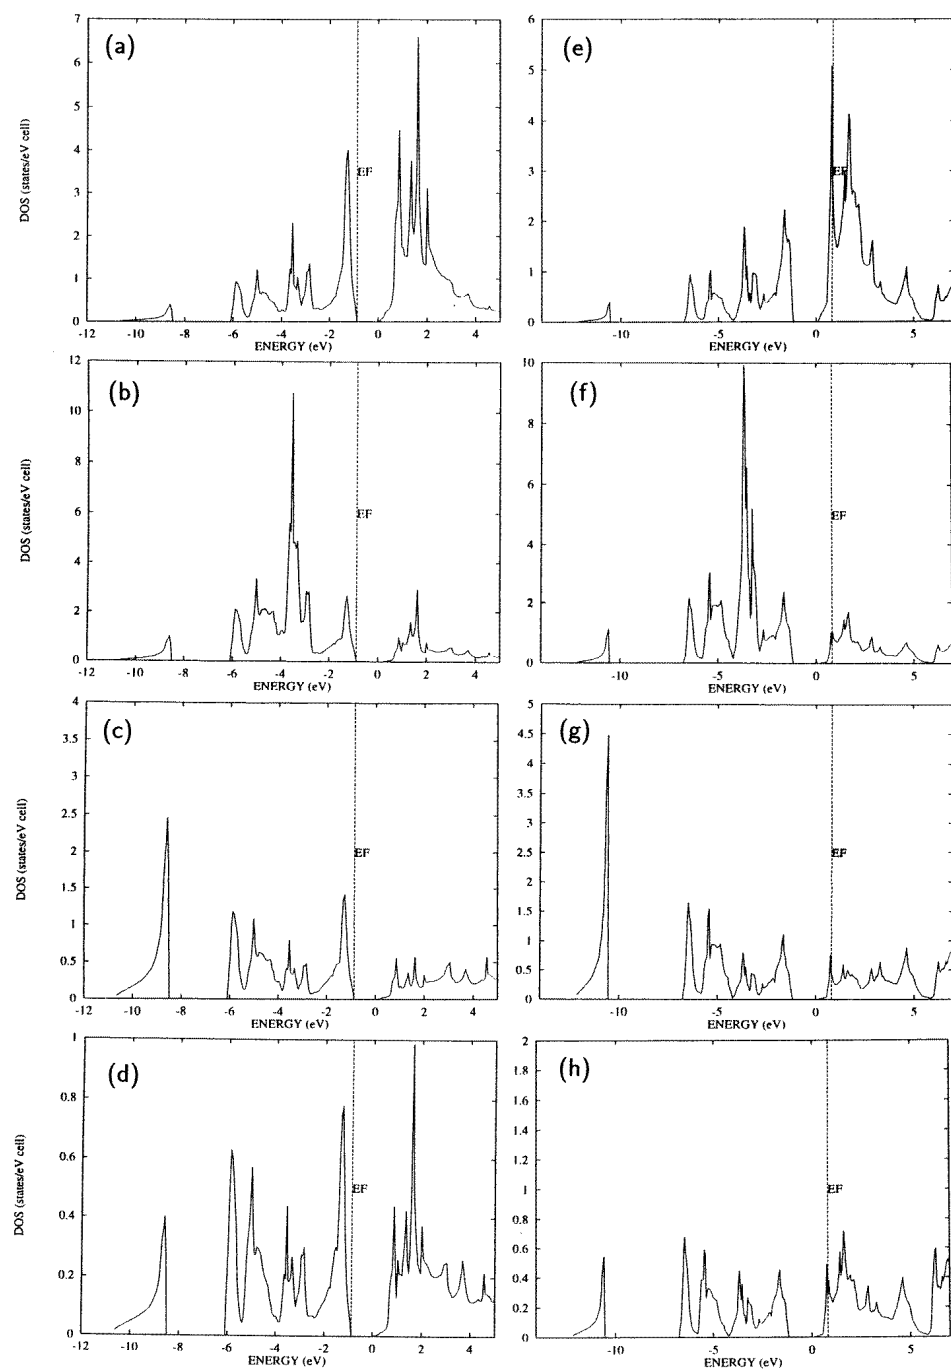 (a)
7
6
5
4
3
2
1
0
DOS (states/eV cell)
EF
-12 -10 -8 -6 -4 -2 0 2 4
ENERGY (eV)
(e)
6
5
4
3
2
1
0
EF
-10 -5 0 5
ENERGY (eV)
(b)
12
10
8
6
4
2
0
DOS (states/eV cell)
EF
-12 -10 -8 -6 -4 -2 0 2 4
ENERGY (eV)
(f)
10
8
6
4
2
0
EF
-10 -5 0 5
ENERGY (eV)
(c)
4
3.5
3
2.5
2
1.5
1
0.5
0
DOS (states/eV cell)
EF
-12 -10 -8 -6 -4 -2 0 2 4
ENERGY (eV)
(g)
5
4.5
4
3.5
3
2.5
2
1.5
1
0.5
0
EF
-10 -5 0 5
ENERGY (eV)
(d)
1
0.8
0.6
0.4
0.2
0
DOS (states/eV cell)
EF
-12 -10 -8 -6 -4 -2 0 2 4
ENERGY (eV)
(h)
2
1.8
1.6
1.4
1.2
1
0.8
0.6
0.4
0.2
0
EF
-10 -5 0 5
ENERGY (eV)